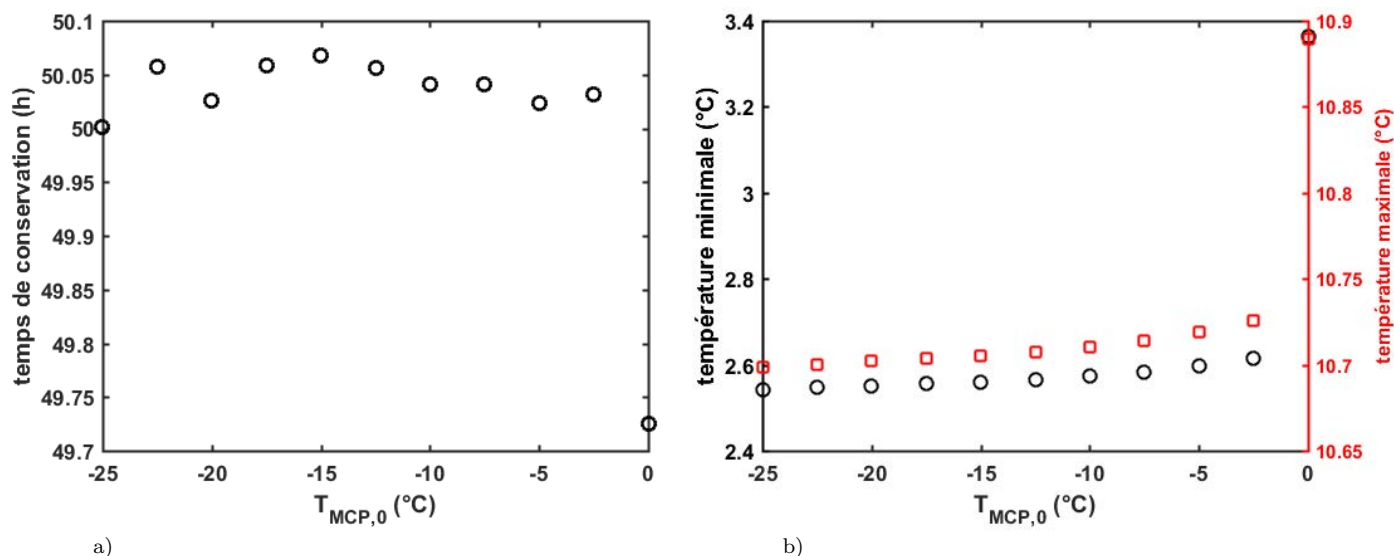 50.1
50.05
50
49.95
49.9
49.85
49.8
49.75
49.7
temps de conservation (h)
-25 -20 -15 -10 -5 0
T_MCP,0 (°C)
a)
3.4
3.2
3
2.8
2.6
2.4
température minimale (°C)
10.9
10.85
10.8
10.75
10.7
10.65
température maximale (°C)
-25 -20 -15 -10 -5 0
T_MCP,0 (°C)
b)